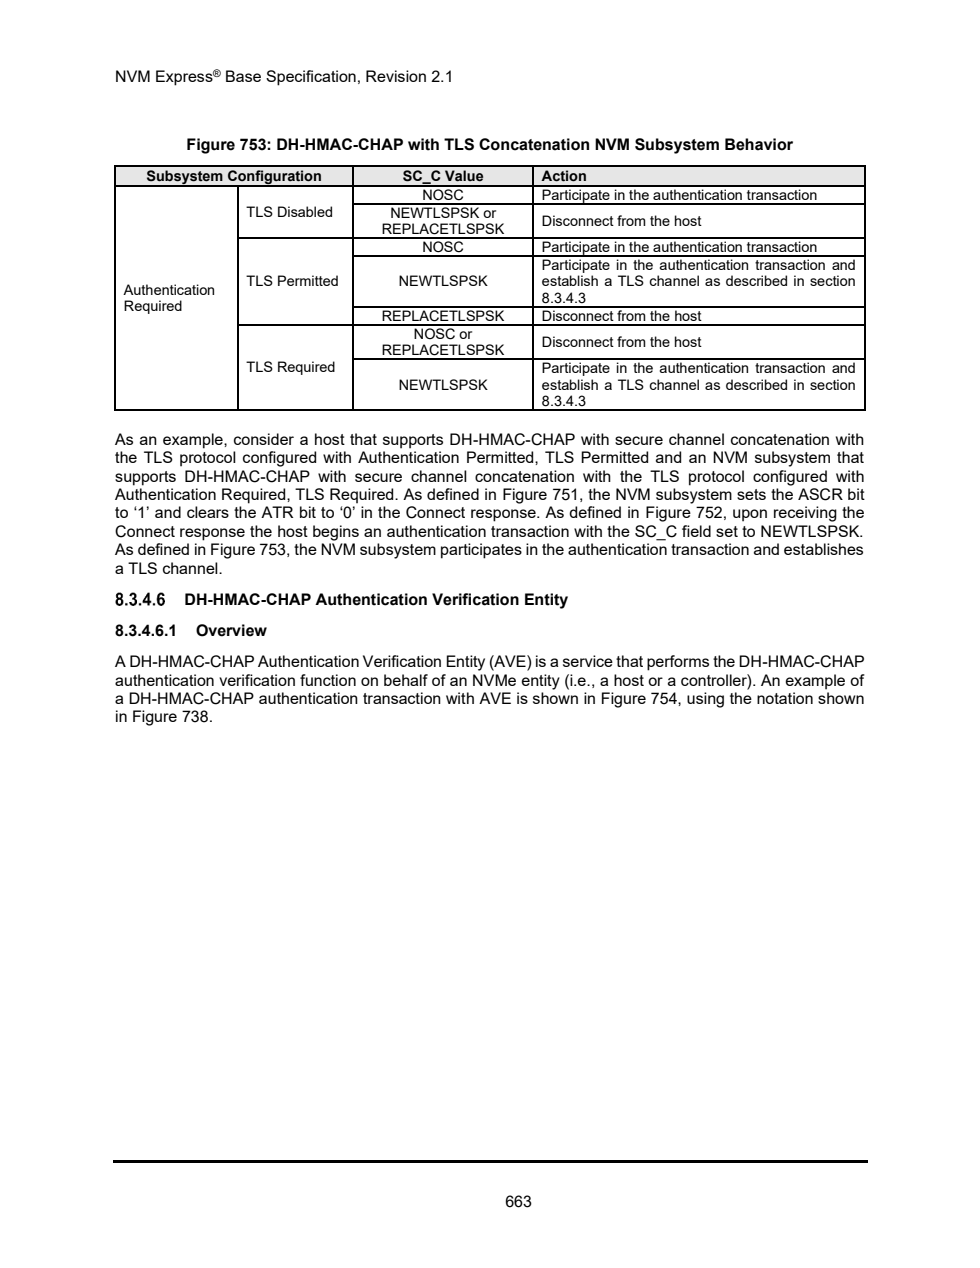 NVM Express® Base Specification, Revision 2.1
Figure 753: DH-HMAC-CHAP with TLS Concatenation NVM Subsystem Behavior
Subsystem Configuration SC_C Value Action
Authentication
Required
TLS Disabled
NOSC Participate in the authentication transaction
NEWTLSPSK or
REPLACETLSPSK
Disconnect from the host
TLS Permitted
NOSC Participate in the authentication transaction
NEWTLSPSK
Participate in the authentication transaction and
establish a TLS channel as described in section
8.3.4.3
REPLACETLSPSK Disconnect from the host
TLS Required
NOSC or
REPLACETLSPSK
Disconnect from the host
NEWTLSPSK
Participate in the authentication transaction and
establish a TLS channel as described in section
8.3.4.3
As an example, consider a host that supports DH-HMAC-CHAP with secure channel concatenation with
the TLS protocol configured with Authentication Permitted, TLS Permitted and an NVM subsystem that
supports DH-HMAC-CHAP with secure channel concatenation with the TLS protocol configured with
Authentication Required, TLS Required. As defined in Figure 751, the NVM subsystem sets the ASCR bit
to ‘1’ and clears the ATR bit to ‘0’ in the Connect response. As defined in Figure 752, upon receiving the
Connect response the host begins an authentication transaction with the SC_C field set to NEWTLSPSK.
As defined in Figure 753, the NVM subsystem participates in the authentication transaction and establishes
a TLS channel.
8.3.4.6 DH-HMAC-CHAP Authentication Verification Entity
8.3.4.6.1 Overview
A DH-HMAC-CHAP Authentication Verification Entity (AVE) is a service that performs the DH-HMAC-CHAP
authentication verification function on behalf of an NVMe entity (i.e., a host or a controller). An example of
a DH-HMAC-CHAP authentication transaction with AVE is shown in Figure 754, using the notation shown
in Figure 738.
663